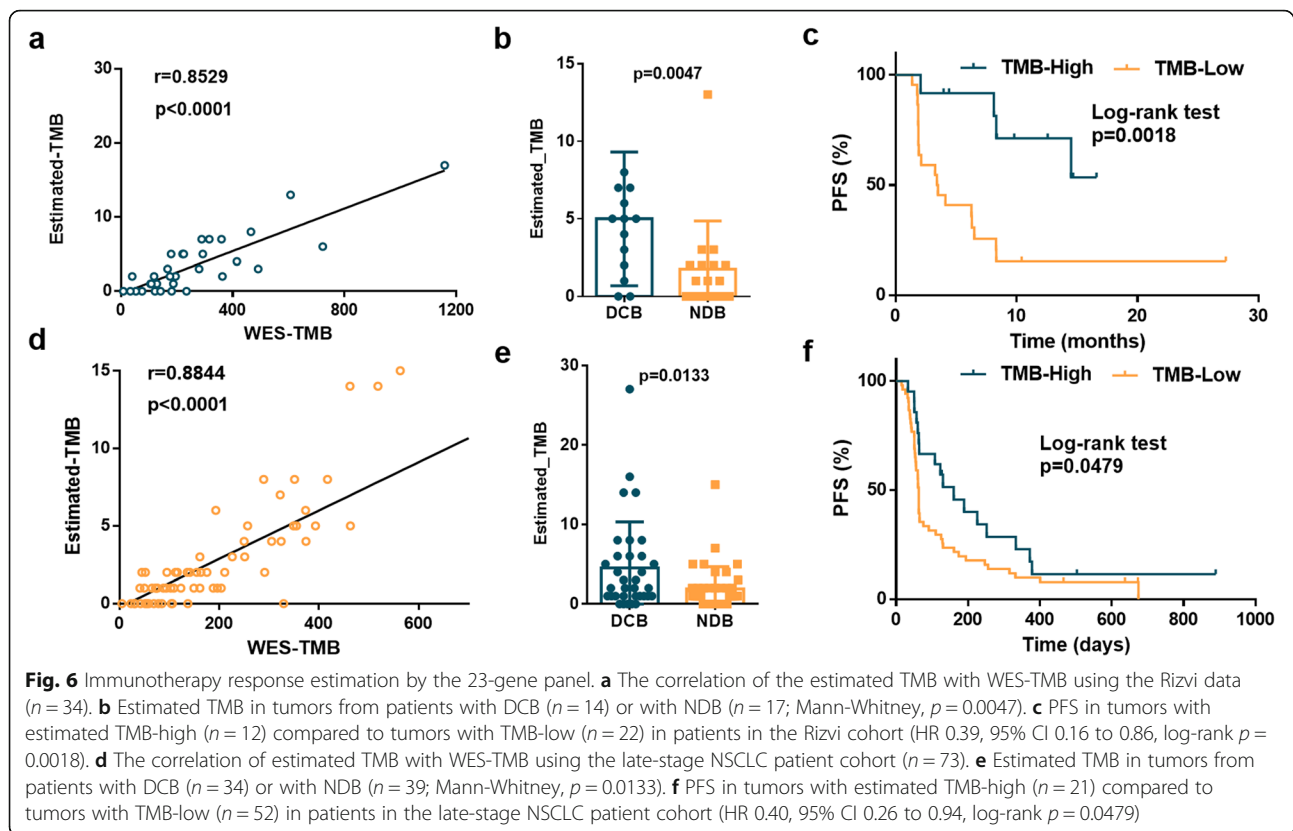 a
r=0.8529
p<0.0001
Estimated-TMB
30
15
0
0
400
800
1200
WES-TMB
b
p=0.0047
Estimated_TMB
15
10
5
0
DCB
NDB
c
TMB-High
TMB-Low
Log-rank test
p=0.0018
PFS (%)
100
50
0
0
10
20
30
Time (months)
d
r=0.8844
p<0.0001
Estimated-TMB
15
10
5
0
0
200
400
600
WES-TMB
e
p=0.0133
Estimated_TMB
30
20
10
0
DCB
NDB
f
TMB-High
TMB-Low
Log-rank test
p=0.0479
PFS (%)
100
50
0
0
200
400
600
800
1000
Time (days)
Fig. 6 Immunotherapy response estimation by the 23-gene panel. a The correlation of the estimated TMB with WES-TMB using the Rizvi data
(n = 34). b Estimated TMB in tumors from patients with DCB (n = 14) or with NDB (n = 17; Mann-Whitney, p = 0.0047). c PFS in tumors with
estimated TMB-high (n = 12) compared to tumors with TMB-low (n = 22) in patients in the Rizvi cohort (HR 0.39, 95% CI 0.16 to 0.86, log-rank p =
0.0018). d The correlation of estimated TMB with WES-TMB using the late-stage NSCLC patient cohort (n = 73). e Estimated TMB in tumors from
patients with DCB (n = 34) or with NDB (n = 39; Mann-Whitney, p = 0.0133). f PFS in tumors with estimated TMB-high (n = 21) compared to
tumors with TMB-low (n = 52) in patients in the late-stage NSCLC patient cohort (HR 0.40, 95% CI 0.26 to 0.94, log-rank p = 0.0479)